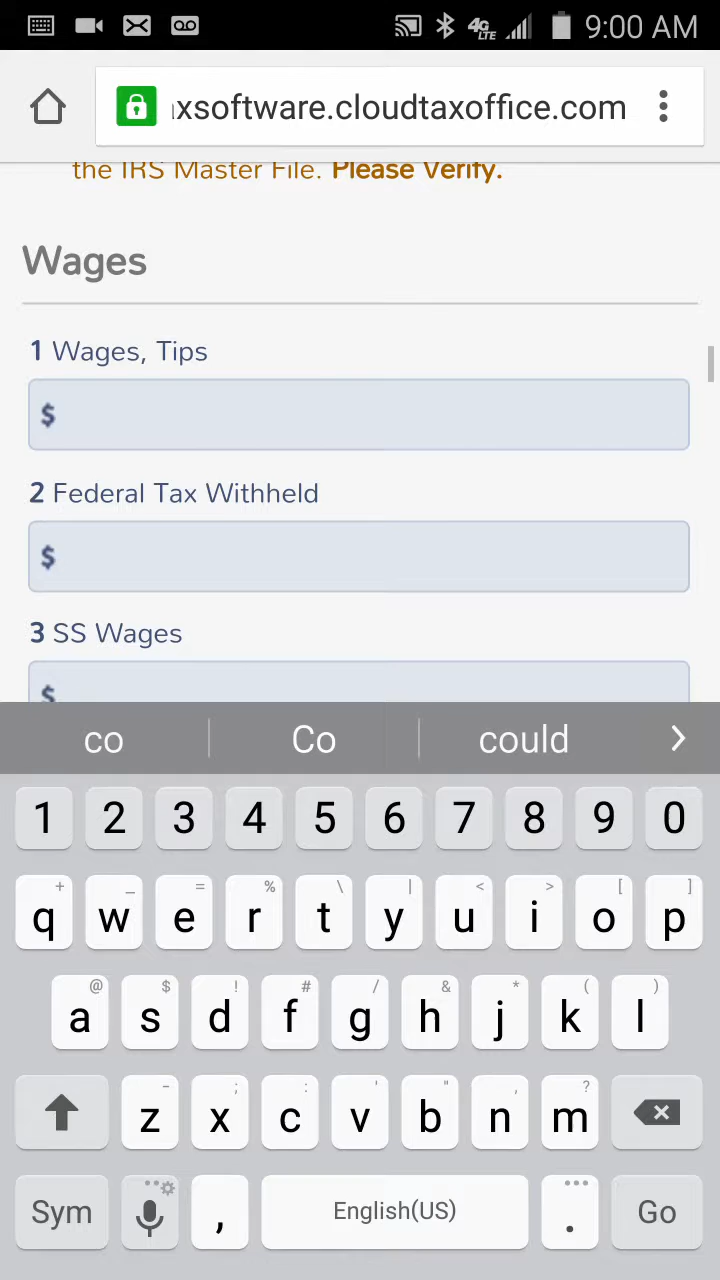 4G LTE 9:00 AM
xsoftware.cloudtaxoffice.com
the IRS Master File. Please Verify.
Wages
1 Wages, Tips
$
2 Federal Tax Withheld
$
3 SS Wages
$
co Co could >
1 2 3 4 5 6 7 8 9 0
+ _ = % \ | < > [ ]
q w e r t y u i o p
@ $ ! # / & * ( )
a s d f g h j k l
- ; : ' " , ?
z x c v b n m
Sym , English(US) . Go